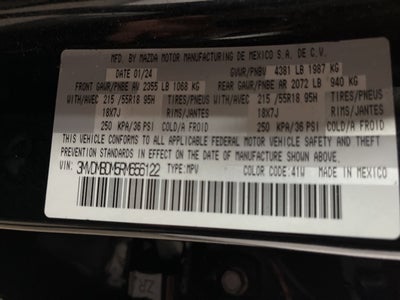 MFD. BY MAZDA MOTOR MANUFACTURING DE MEXICO S.A. DE C.V.
DATE 01/24 GVWR/PNBV 4381 LB 1987 KG
FRONT GAWR/PNBE AV 2355 LB 1068 KG REAR GAWR/PNBE AR 2072 LB 940 KG
WITH/AVEC 215 /55R18 95H TIRES/PNEUS WITH/AVEC 215 /55R18 95H TIRES/PNEUS
18X7J RIMS/JANTES 18X7J RIMS/JANTES
250 KPA/36 PSI COLD/A FROID 250 KPA/36 PSI COLD/A FROID
THIS VEHICLE CONFORMS TO ALL APPLICABLE FEDERAL MOTOR VEHICLE SAFETY AND THEFT
PREVENTION STANDARDS IN EFFECT ON THE DATE OF MANUFACTURE SHOWN ABOVE.
VIN: TYPE:MPV COLOR CODE:41W MADE IN MEXICO